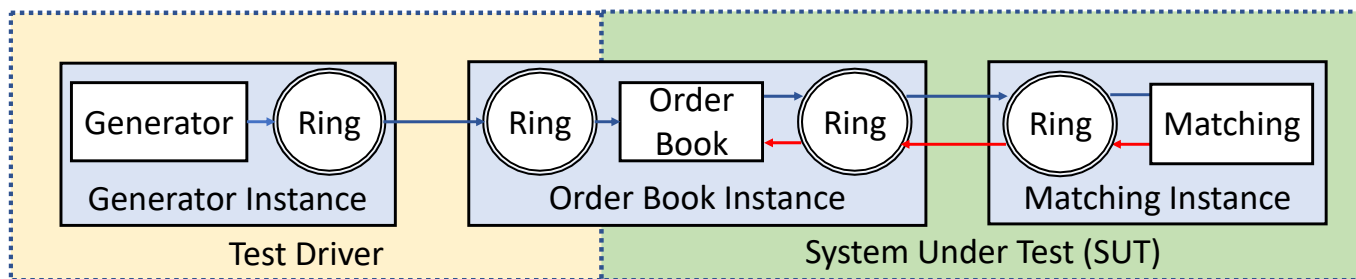 Generator
Ring
Ring
Order
Book
Ring
Ring
Matching
Generator Instance
Order Book Instance
Matching Instance
Test Driver
System Under Test (SUT)